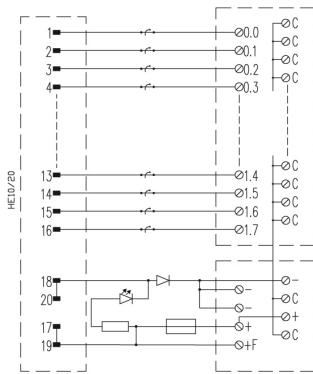 C
1 0.0
C
2 0.1
C
3 0.2
C
4 0.3
C
13 1.4
C
14 1.5
C
15 1.6
C
16 1.7
HE10/20
18 -
20 - C
- +
17 + C
19 +F